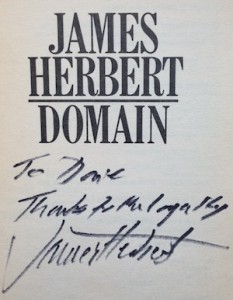 JAMES
HERBERT
DOMAIN
To Dave
Thanks for the loyalty
James Herbert